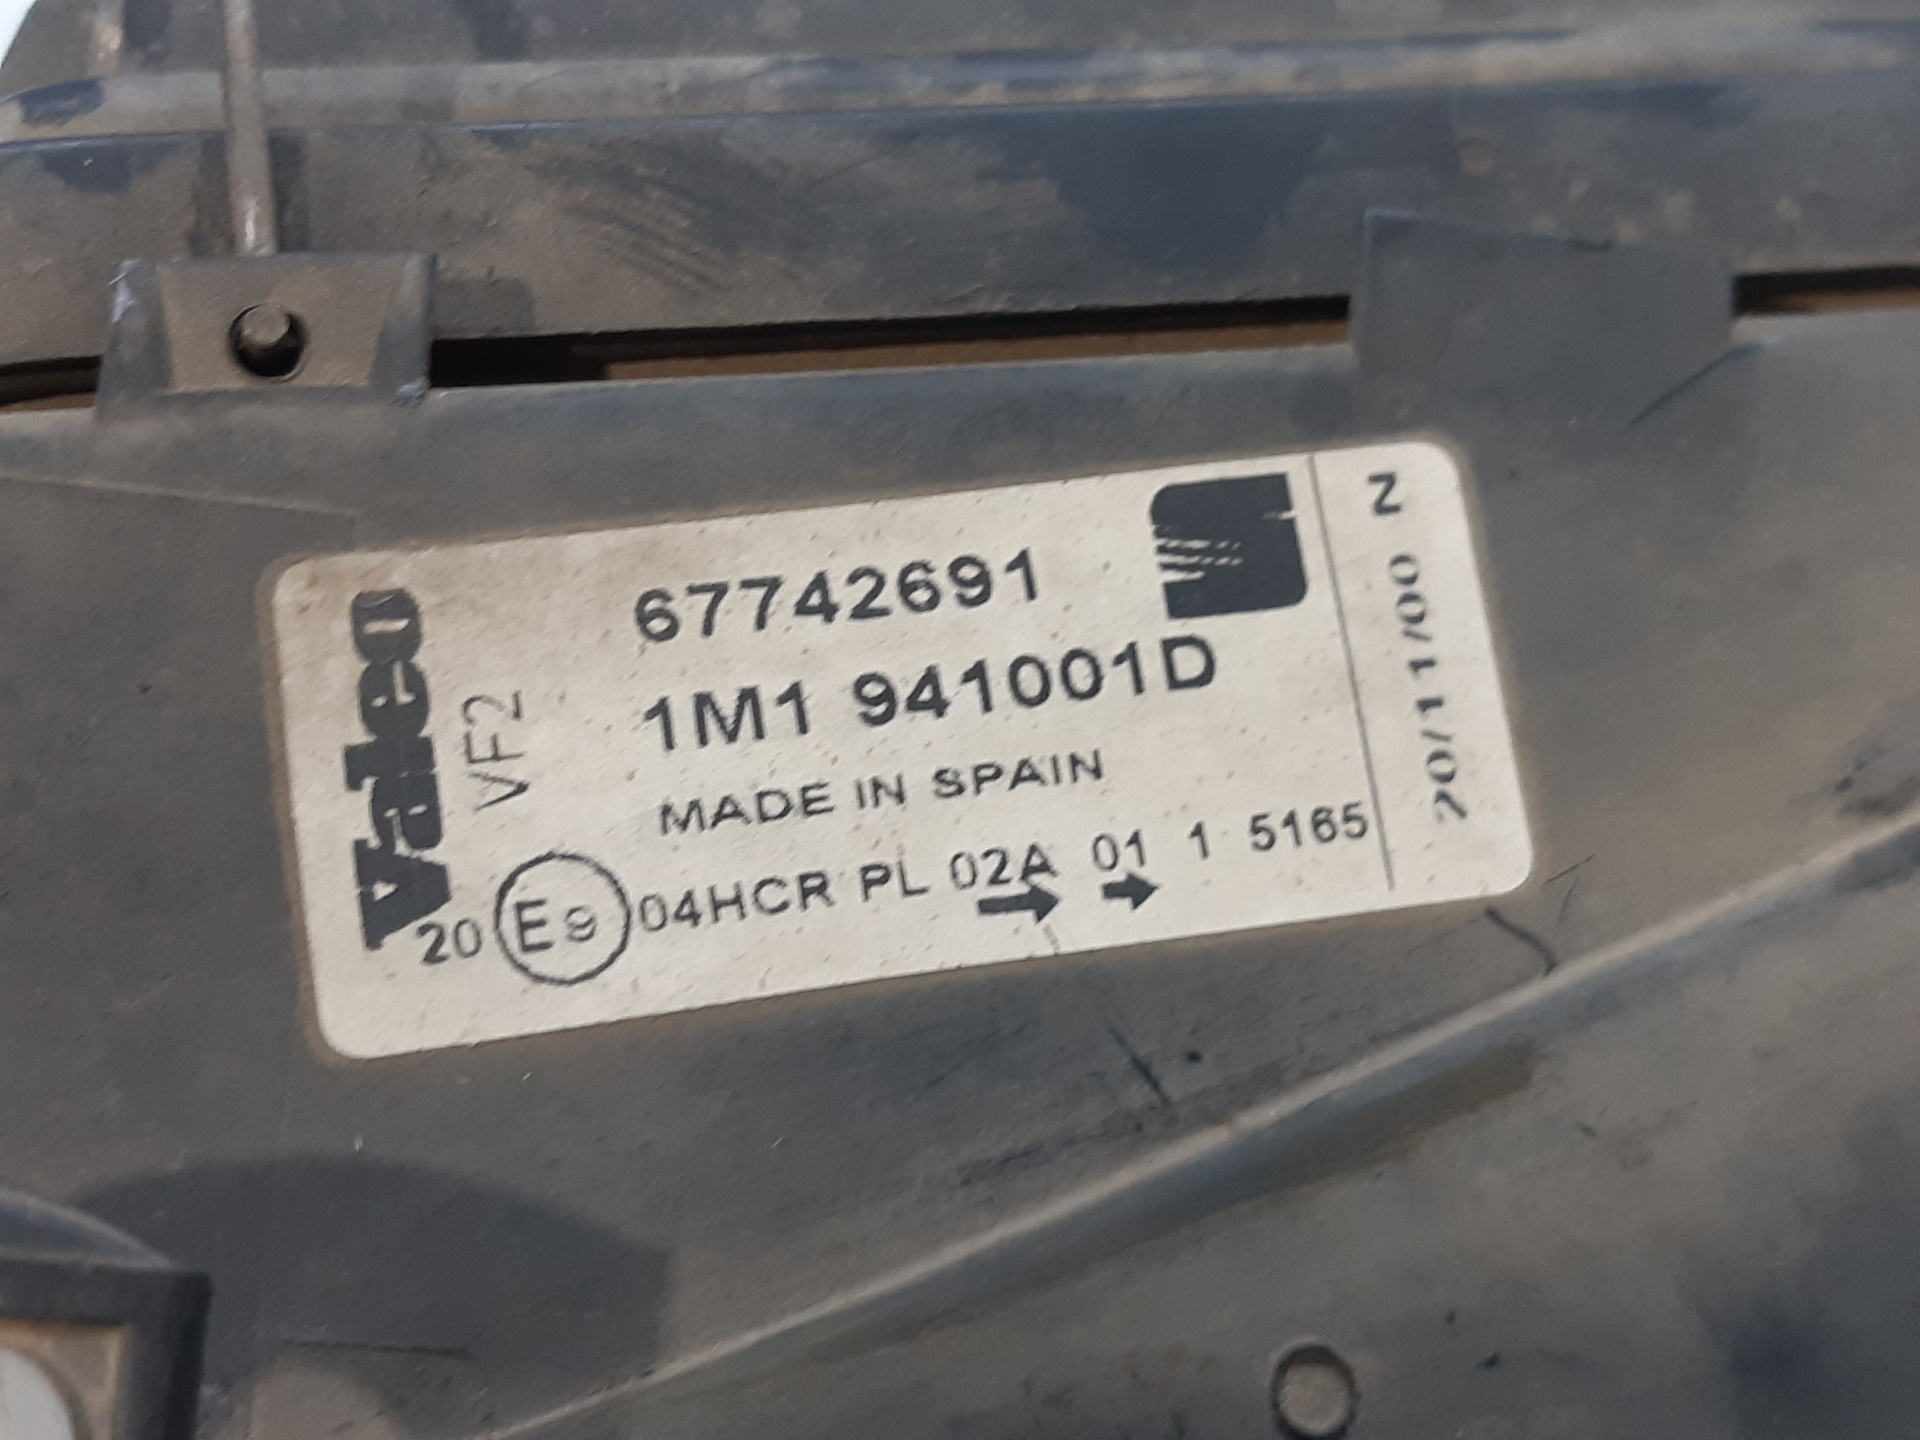 Valeo
VF2
67742691
1M1 941001D
MADE IN SPAIN
20 E9 04HCR PL 02A 01 1 5165
N
20/11/00